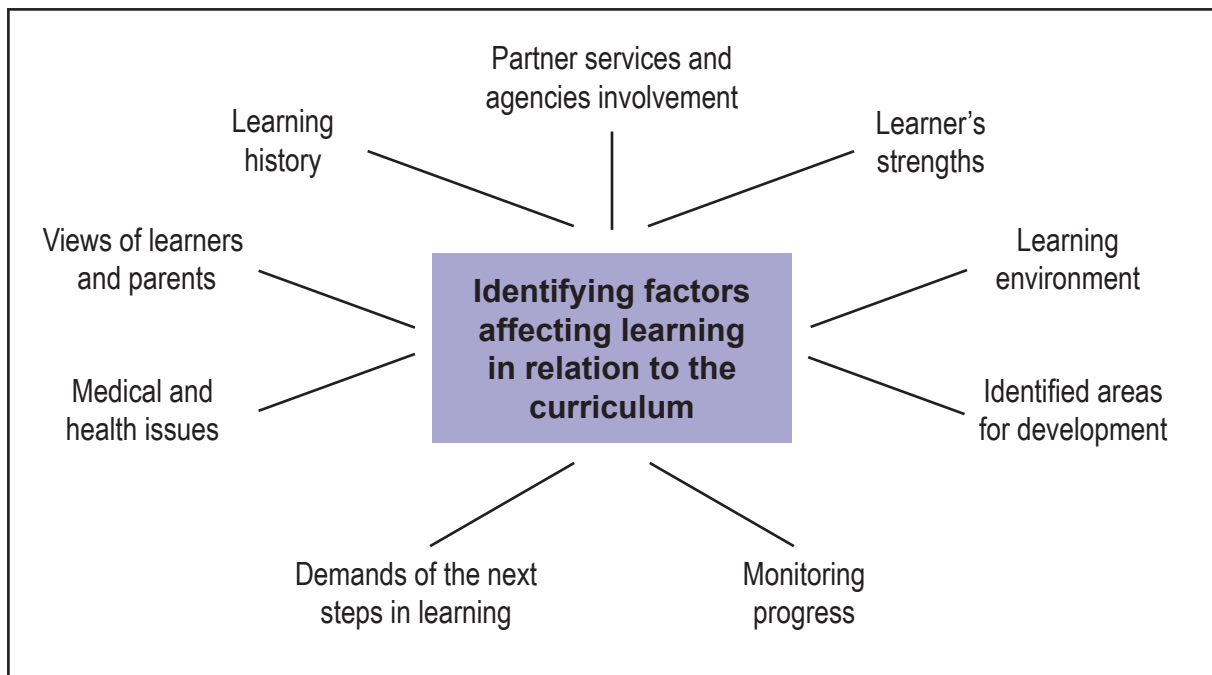 Partner services and
agencies involvement
Learning
history
Learner’s
strengths
Views of learners
and parents
Learning
environment
Identifying factors
affecting learning
in relation to the
curriculum
Medical and
health issues
Identified areas
for development
Demands of the next
steps in learning
Monitoring
progress